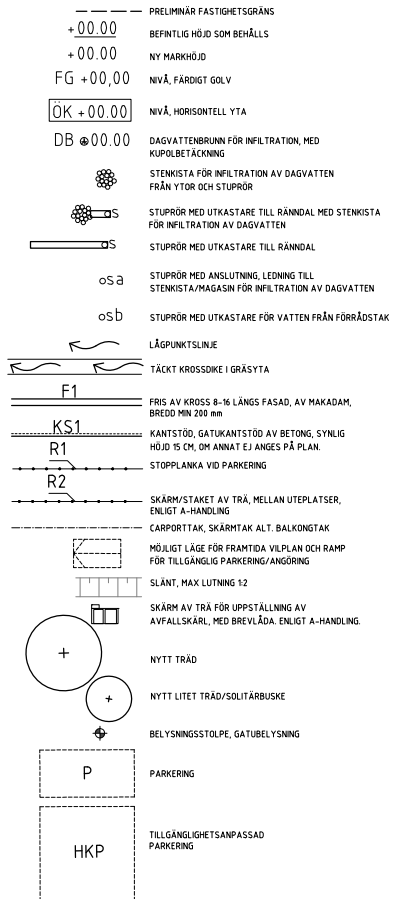 PRELIMINÄR FASTIGHETSGRÄNS
+00.00 BEFINTLIG HÖJD SOM BEHÅLLS
+00.00 NY MARKHÖJD
FG +00,00 NIVÅ, FÄRDIGT GOLV
ÖK +00.00 NIVÅ, HORISONTELL YTA
DB 00.00 DAGVATTENBRUNN FÖR INFILTRATION, MED
KUPOLBETÄCKNING
STENKISTA FÖR INFILTRATION AV DAGVATTEN
FRÅN YTOR OCH STUPRÖR
S STUPRÖR MED UTKASTARE TILL RÄNNDAL MED STENKISTA
FÖR INFILTRATION AV DAGVATTEN
S STUPRÖR MED UTKASTARE TILL RÄNNDAL
sa STUPRÖR MED ANSLUTNING, LEDNING TILL
STENKISTA/MAGASIN FÖR INFILTRATION AV DAGVATTEN
sb STUPRÖR MED UTKASTARE FÖR VATTEN FRÅN FÖRRÅDSTAK
LÅGPUNKTSLINJE
TÄCKT KROSSDIKE I GRÄSYTA
F1 FRIS AV KROSS 8-16 LÄNGS FASAD, AV MAKADAM,
BREDD MIN 200 mm
KS1 KANTSTÖD, GATUKANTSTÖD AV BETONG, SYNLIG
HÖJD 15 CM, OM ANNAT EJ ANGES PÅ PLAN.
R1 STOPPLANKA VID PARKERING
R2 SKÄRM/STAKET AV TRÄ, MELLAN UTEPLATSER,
ENLIGT A-HANDLING
CARPORTTAK, SKÄRMTAK ALT. BALKONGTAK
MÖJLIGT LÄGE FÖR FRAMTIDA VILPLAN OCH RAMP
FÖR TILLGÄNGLIG PARKERING/ANGÖRING
SLÄNT, MAX LUTNING 1:2
SKÄRM AV TRÄ FÖR UPPSTÄLLNING AV
AVFALLSKÄRL, MED BREVLÅDA. ENLIGT A-HANDLING.
NYTT TRÄD
NYTT LITET TRÄD/SOLITÄRBUSKE
BELYSNINGSSTOLPE, GATUBELYSNING
P PARKERING
HKP TILLGÄNGLIGHETSANPASSAD
PARKERING